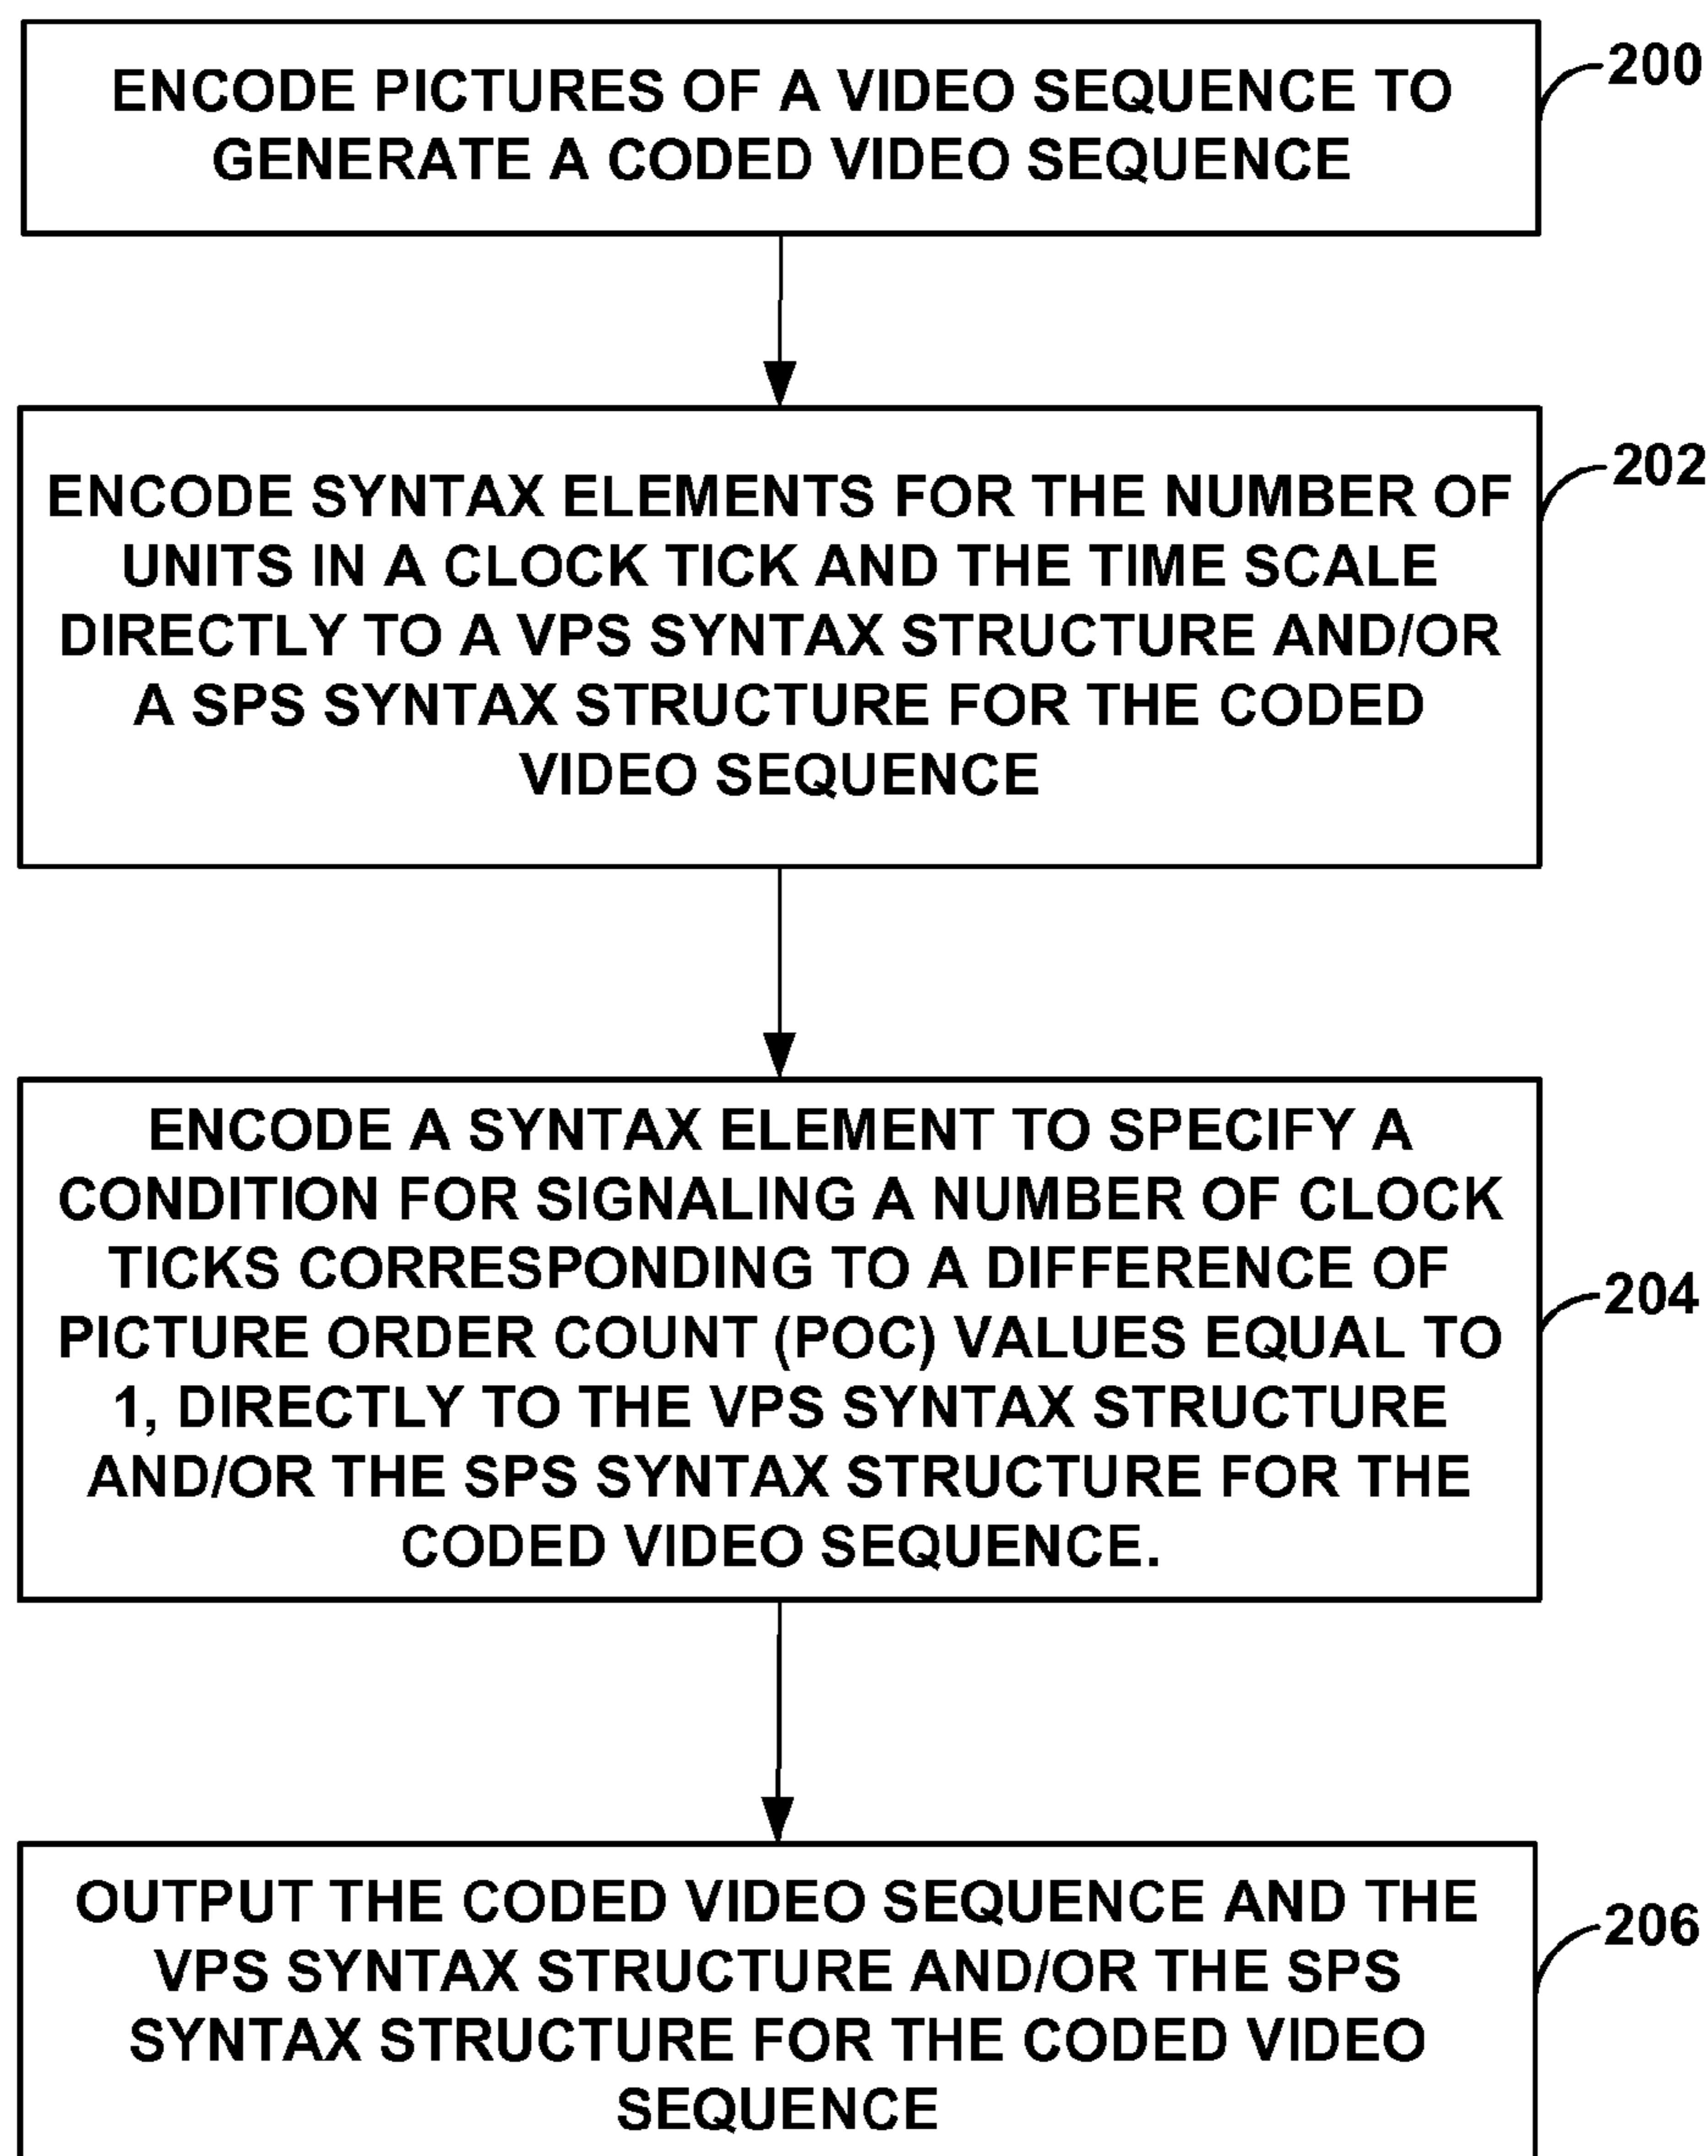 ENCODE PICTURES OF A VIDEO SEQUENCE TO
GENERATE A CODED VIDEO SEQUENCE
200
ENCODE SYNTAX ELEMENTS FOR THE NUMBER OF
UNITS IN A CLOCK TICK AND THE TIME SCALE
DIRECTLY TO A VPS SYNTAX STRUCTURE AND/OR
A SPS SYNTAX STRUCTURE FOR THE CODED
VIDEO SEQUENCE
202
ENCODE A SYNTAX ELEMENT TO SPECIFY A
CONDITION FOR SIGNALING A NUMBER OF CLOCK
TICKS CORRESPONDING TO A DIFFERENCE OF
PICTURE ORDER COUNT (POC) VALUES EQUAL TO
1, DIRECTLY TO THE VPS SYNTAX STRUCTURE
AND/OR THE SPS SYNTAX STRUCTURE FOR THE
CODED VIDEO SEQUENCE.
204
OUTPUT THE CODED VIDEO SEQUENCE AND THE
VPS SYNTAX STRUCTURE AND/OR THE SPS
SYNTAX STRUCTURE FOR THE CODED VIDEO
SEQUENCE
206